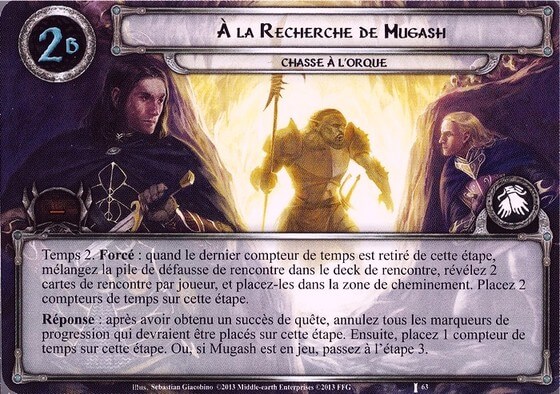 2B
À LA RECHERCHE DE MUGASH
CHASSE À L'ORQUE
Temps 2. Forcé : quand le dernier compteur de temps est retiré de cette étape,
mélangez la pile de défausse de rencontre dans le deck de rencontre, révélez 2
cartes de rencontre par joueur, et placez-les dans la zone de cheminement. Placez 2
compteurs de temps sur cette étape.
Réponse : après avoir obtenu un succès de quête, annulez tous les marqueurs de
progression qui devraient être placés sur cette étape. Ensuite, placez 1 compteur
de temps sur cette étape. Ou, si Mugash est en jeu, passez à l'étape 3.
Illus. Sebastian Giacobino ©2013 Middle-earth Enterprises ©2013 FFG
63